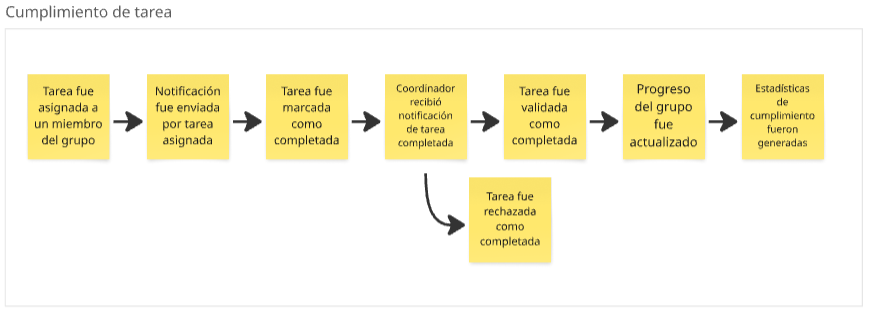 Cumplimiento de tarea
Tarea fue
asignada a
un miembro
del grupo
Notificación
fue enviada
por tarea
asignada
Tarea fue
marcada
como
completada
Coordinador
recibió
notificación
de tarea
completada
Tarea fue
validada
como
completada
Progreso
del grupo
fue
actualizado
Estadísticas
de
cumplimiento
fueron
generadas
Tarea fue
rechazada
como
completada